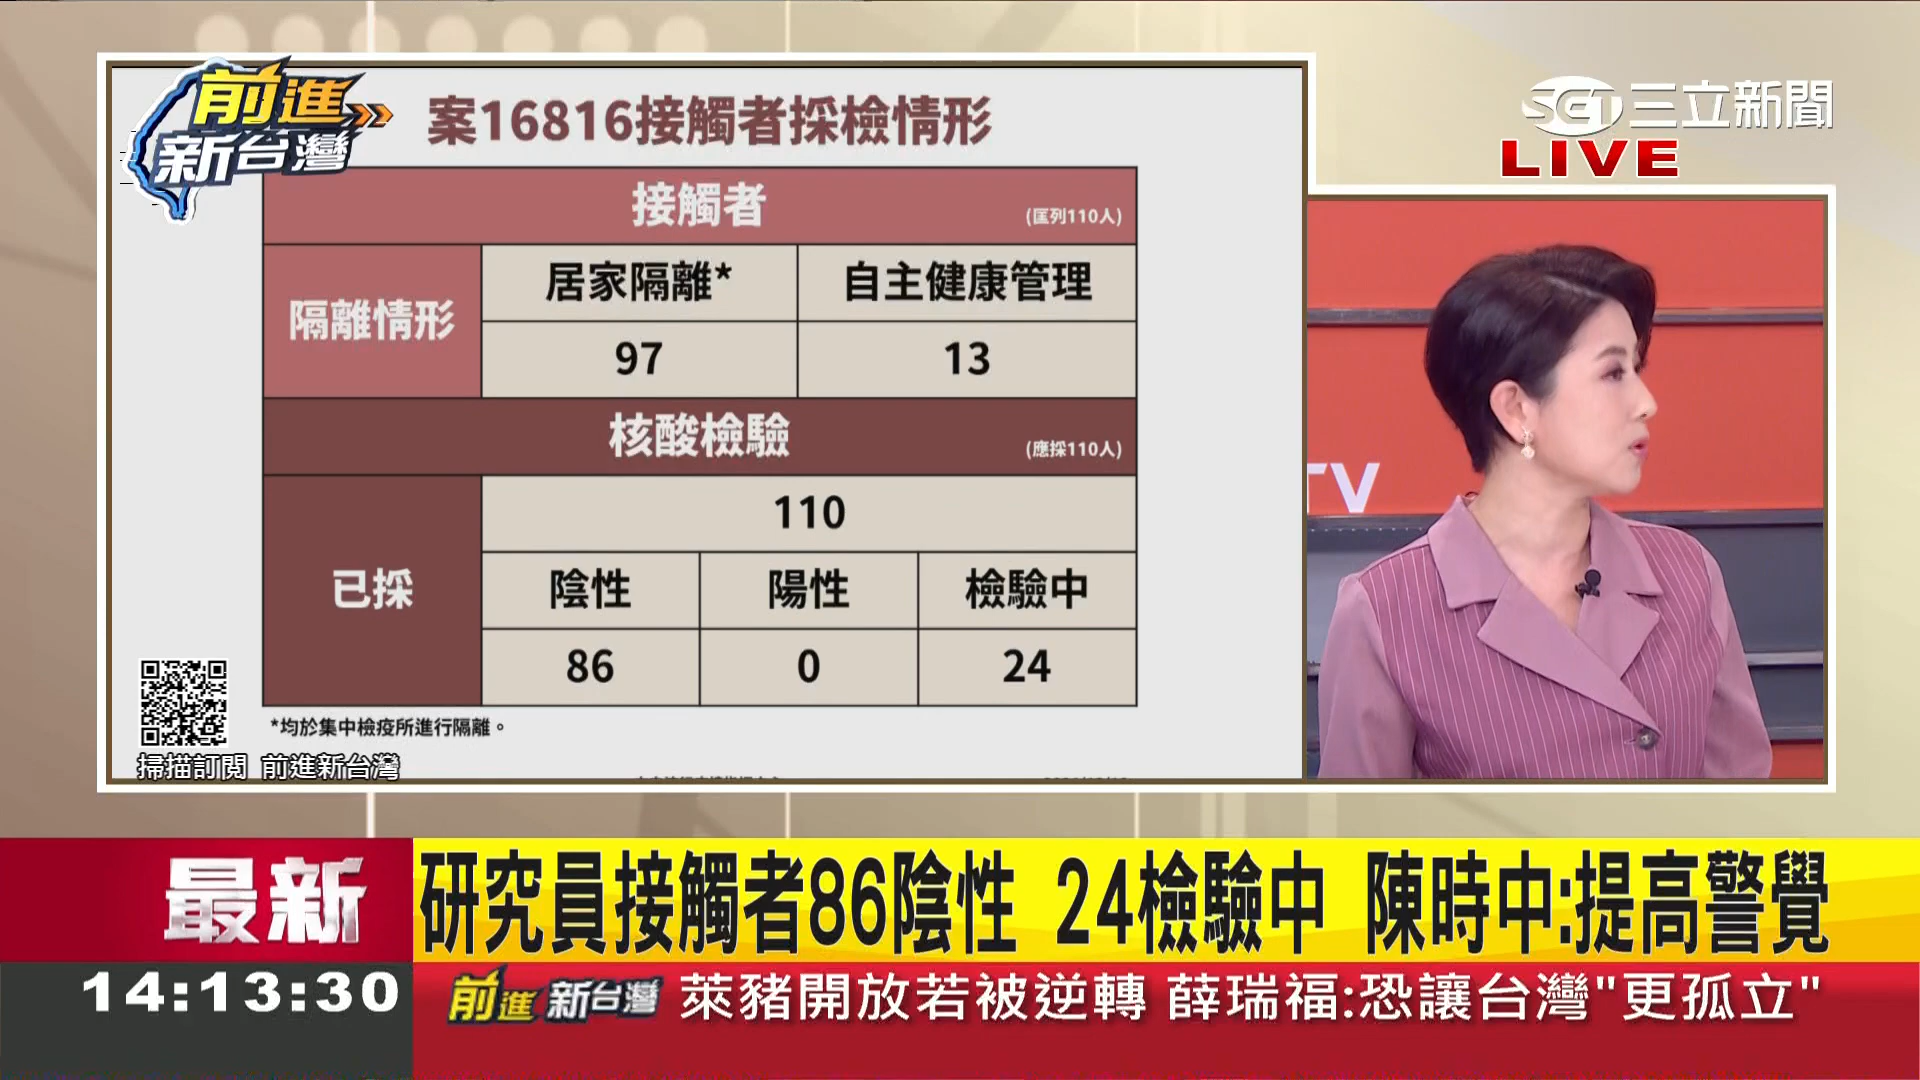 前進
新台灣
案16816接觸者採檢情形
接觸者
(匡列110人)
隔離情形
居家隔離*
自主健康管理
97
13
核酸檢驗
(應採110人)
已採
110
陰性
陽性
檢驗中
86
0
24
*均於集中檢疫所進行隔離。
掃描訂閱 前進新台灣
SET三立新聞
LIVE
TV
最新
研究員接觸者86陰性 24檢驗中 陳時中:提高警覺
14:13:30
前進新台灣
萊豬開放若被逆轉 薛瑞福:恐讓台灣"更孤立"